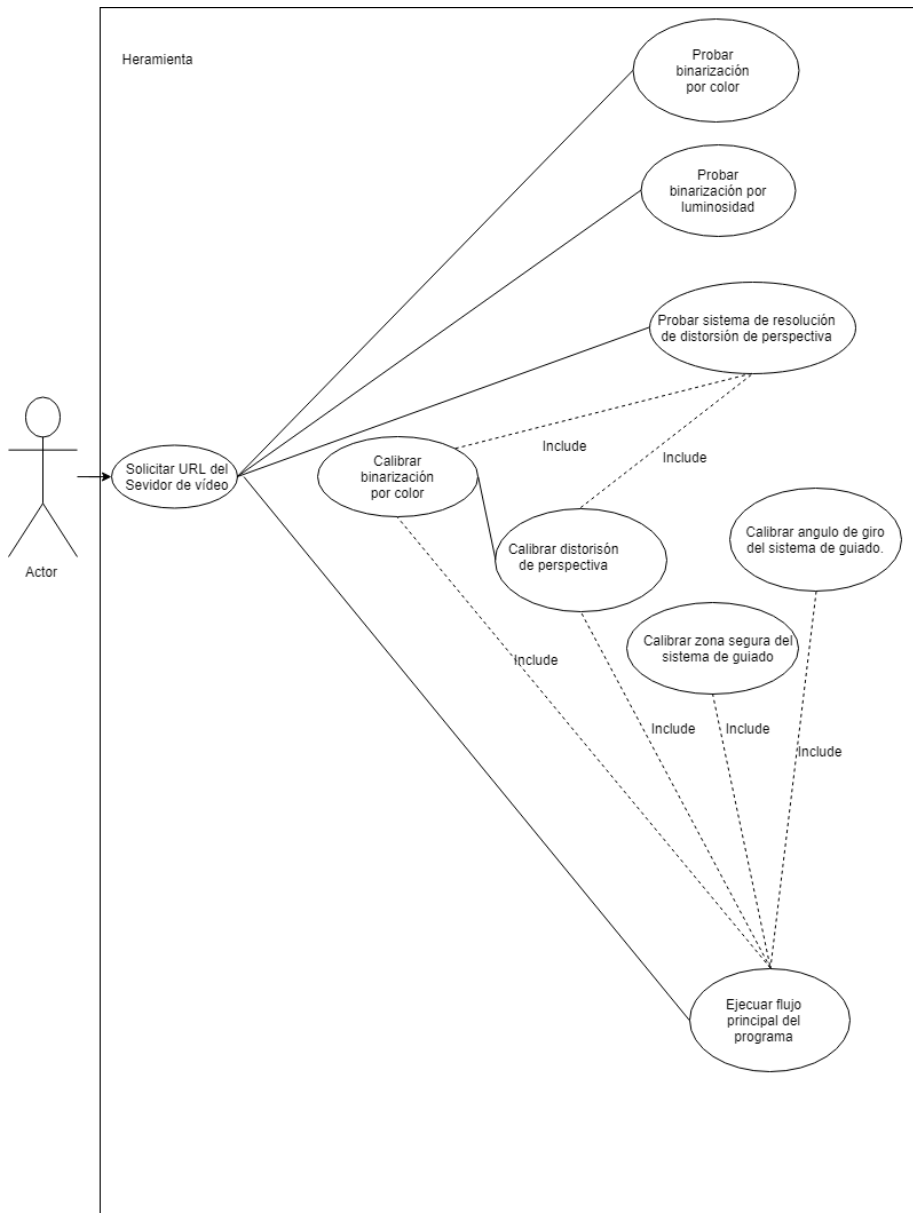 Heramienta
Probar
binarización
por color
Probar
binarización por
luminosidad
Probar sistema de resolución
de distorsión de perspectiva
Include
Include
Solicitar URL del
Sevidor de vídeo
Calibrar
binarización
por color
Calibrar angulo de giro
del sistema de guiado.
Calibrar distorisón
de perspectiva
Actor
Calibrar zona segura del
sistema de guiado
Include
Include
Include
Include
Ejecuar flujo
principal del
programa